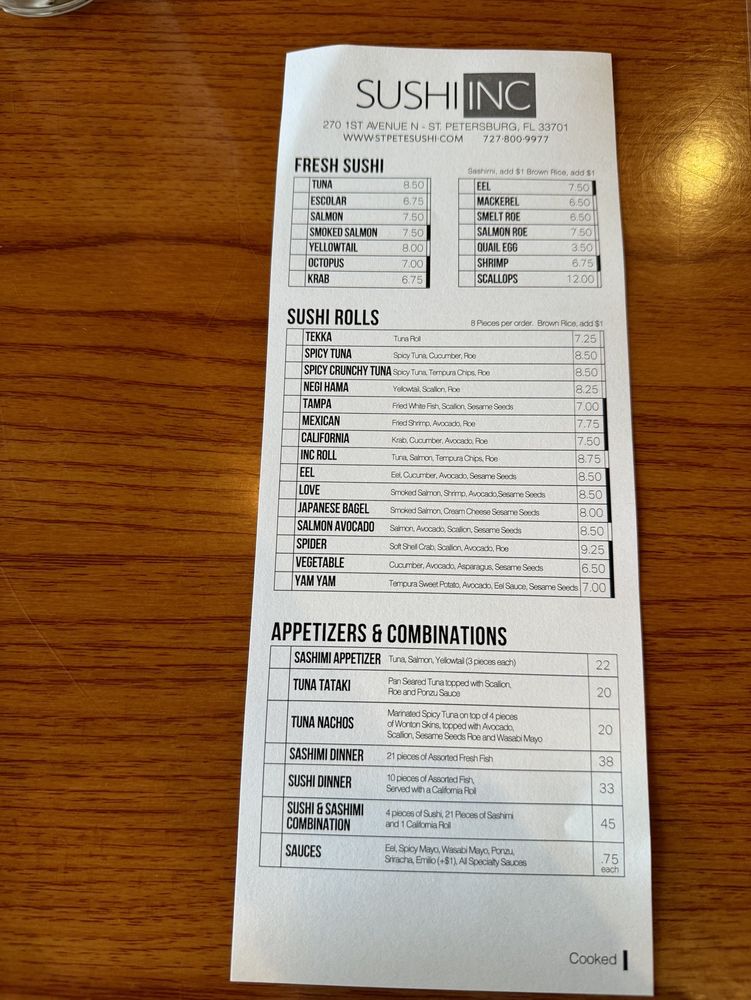 SUSHI INC
270 1ST AVENUE N - ST. PETERSBURG, FL 33701
WWW·STPETESUSHI·COM 727·800·9977
FRESH SUSHI
Sashimi, add $1 Brown Rice, add $1
TUNA 8.50
ESCOLAR 6.75
SALMON 7.50
SMOKED SALMON 7.50
YELLOWTAIL 8.00
OCTOPUS 7.00
KRAB 6.75
EEL 7.50
MACKEREL 6.50
SMELT ROE 6.50
SALMON ROE 7.50
QUAIL EGG 3.50
SHRIMP 6.75
SCALLOPS 12.00
SUSHI ROLLS
8 Pieces per order. Brown Rice, add $1
TEKKA Tuna Roll 7.25
SPICY TUNA Spicy Tuna, Cucumber, Roe 8.50
SPICY CRUNCHY TUNA Spicy Tuna, Tempura Chips, Roe 8.50
NEGI HAMA Yellowtail, Scallion, Roe 8.25
TAMPA Fried White Fish, Scallion, Sesame Seeds 7.00
MEXICAN Fried Shrimp, Avocado, Roe 7.75
CALIFORNIA Krab, Cucumber, Avocado, Roe 7.50
INC ROLL Tuna, Salmon, Tempura Chips, Roe 8.75
EEL Eel, Cucumber, Avocado, Sesame Seeds 8.50
LOVE Smoked Salmon, Shrimp, Avocado,Sesame Seeds 8.50
JAPANESE BAGEL Smoked Salmon, Cream Cheese Sesame Seeds 8.00
SALMON AVOCADO Salmon, Avocado, Scallion, Sesame Seeds 8.50
SPIDER Soft Shell Crab, Scallion, Avocado, Roe 9.25
VEGETABLE Cucumber, Avocado, Asparagus, Sesame Seeds 6.50
YAM YAM Tempura Sweet Potato, Avocado, Eel Sauce, Sesame Seeds 7.00
APPETIZERS & COMBINATIONS
SASHIMI APPETIZER Tuna, Salmon, Yellowtail (3 pieces each) 22
TUNA TATAKI Pan Seared Tuna topped with Scallion,
Roe and Ponzu Sauce 20
TUNA NACHOS Marinated Spicy Tuna on top of 4 pieces
of Wonton Skins, topped with Avocado,
Scallion, Sesame Seeds Roe and Wasabi Mayo 20
SASHIMI DINNER 21 pieces of Assorted Fresh Fish 38
SUSHI DINNER 10 pieces of Assorted Fish,
Served with a California Roll 33
SUSHI & SASHIMI
COMBINATION 4 pieces of Sushi, 21 Pieces of Sashimi
and 1 California Roll 45
SAUCES Eel, Spicy Mayo, Wasabi Mayo, Ponzu,
Sriracha, Emilio (+$1), All Specialty Sauces .75
each
Cooked